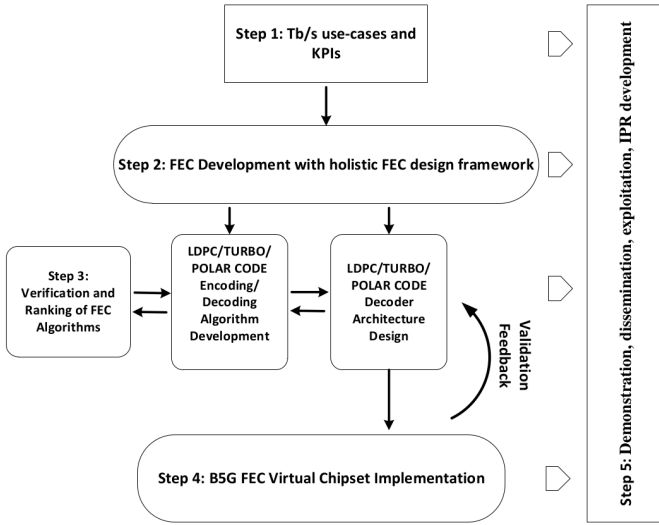 Step 1: Tb/s use-cases and
KPIs
Step 2: FEC Development with holistic FEC design framework
Step 3:
Verification and
Ranking of FEC
Algorithms
LDPC/TURBO/
POLAR CODE
Encoding/
Decoding
Algorithm
Development
LDPC/TURBO/
POLAR CODE
Decoder
Architecture
Design
Validation
Feedback
Step 4: B5G FEC Virtual Chipset Implementation
Step 5: Demonstration, dissemination, exploitation, IPR development